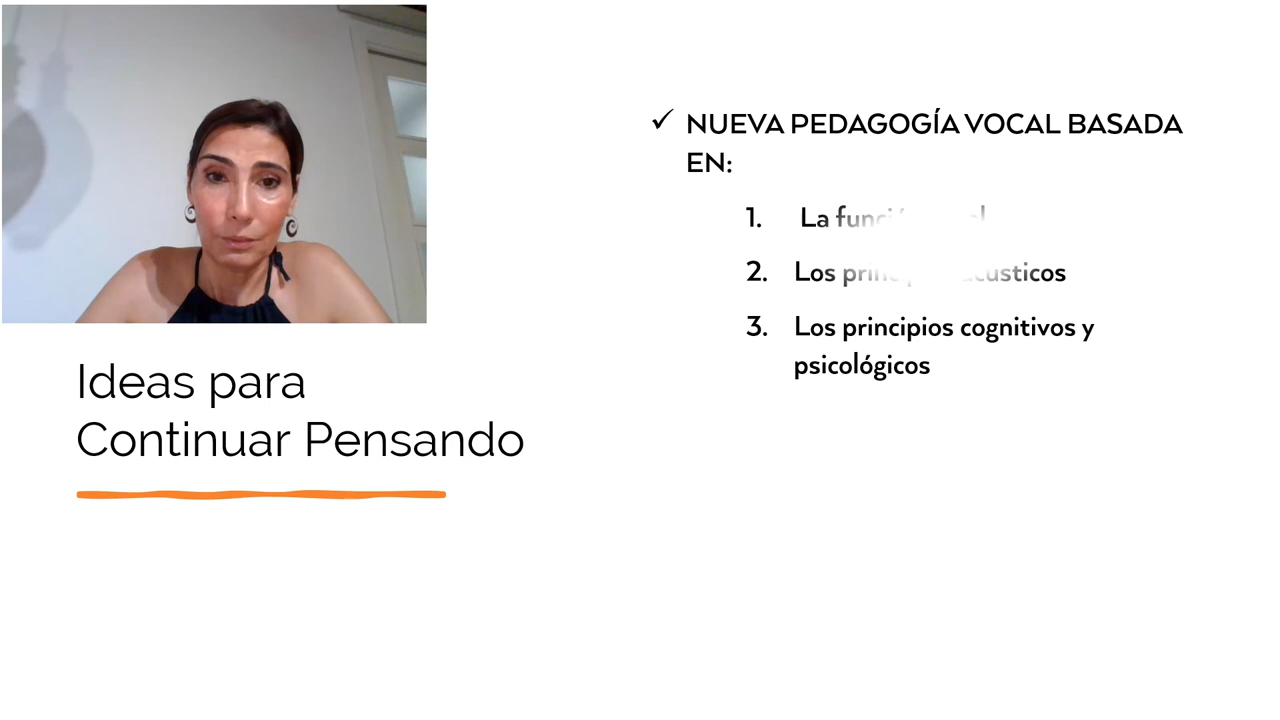 Ideas para
Continuar Pensando
✓ NUEVA PEDAGOGÍA VOCAL BASADA
EN:
1. La
2. Los
3. Los principios cognitivos y
psicológicos